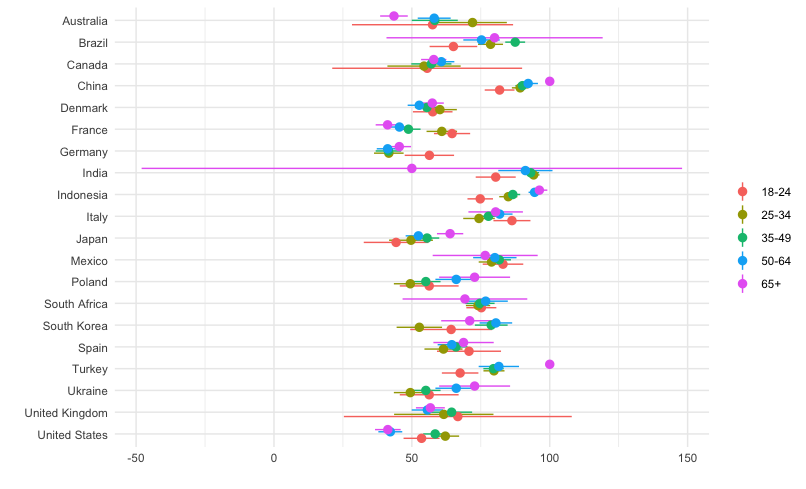 Australia
Brazil
Canada
China
Denmark
France
Germany
India
Indonesia
Italy
Japan
Mexico
Poland
South Africa
South Korea
Spain
Turkey
Ukraine
United Kingdom
United States
-50 0 50 100 150
18-24
25-34
35-49
50-64
65+